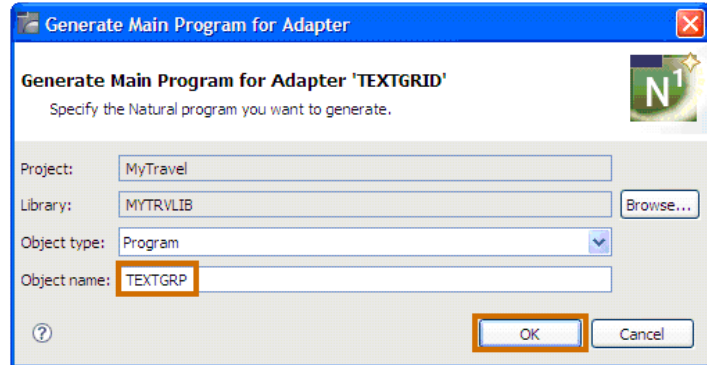 Generate Main Program for Adapter
Generate Main Program for Adapter 'TEXTGRID'
Specify the Natural program you want to generate.
N1
Project: MyTravel
Library: MYTRVLIB Browse...
Object type: Program
Object name: TEXTGRP
? OK Cancel